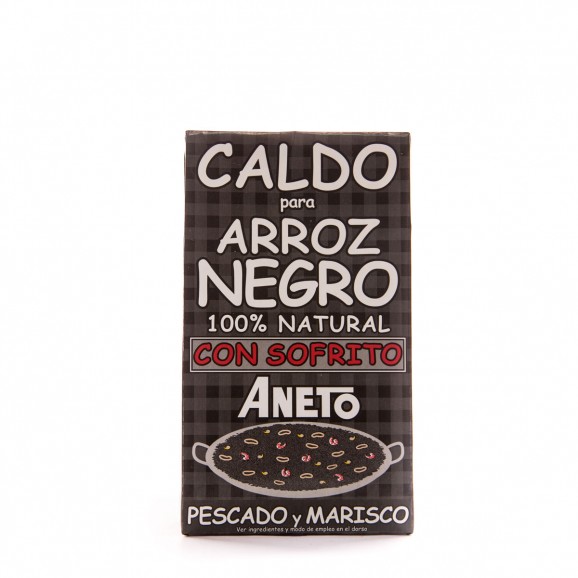 CALDO
para
ARROZ
NEGRO
100% NATURAL
CON SOFRITO
ANETO
PESCADO y MARISCO
Ver ingredientes y modo de empleo en el dorso